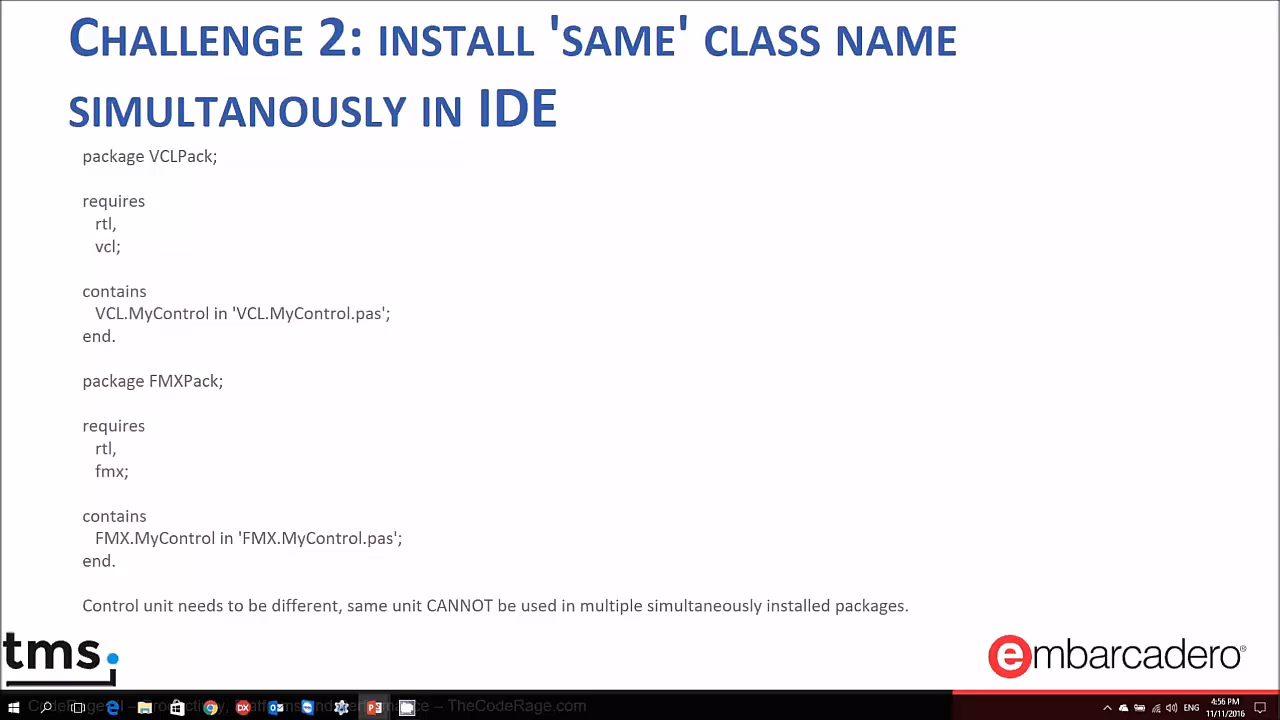 CHALLENGE 2: INSTALL 'SAME' CLASS NAME
SIMULTANOUSLY IN IDE
package VCLPack;
requires
rtl,
vcl;
contains
VCL.MyControl in 'VCL.MyControl.pas';
end.
package FMXPack;
requires
rtl,
fmx;
contains
FMX.MyControl in 'FMX.MyControl.pas';
end.
Control unit needs to be different, same unit CANNOT be used in multiple simultaneously installed packages.
tms.
embarcadero®
TheCodeRage.com
ENG
4:56 PM
11/11/2016